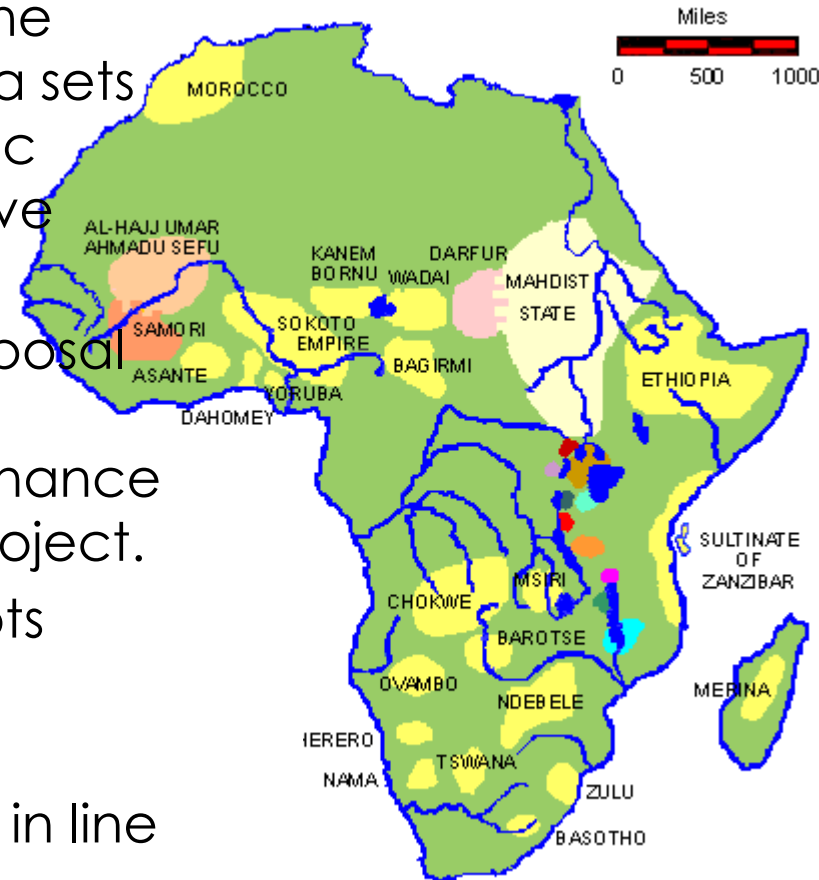 Miles
0 500 1000
ne
a sets
c
ve
posal
nance
oject.
ots
in line
MOROCCO
AL-HAJJ UMAR
AHMADU SEFU
SAMORI
ASANTE
DAHOMEY
YORUBA
SOKOTO
EMPIRE
KANEM
BORNU
WADAI
BAGIRMI
DARFUR
MAHDIST
STATE
ETHIOPIA
SULTINATE
OF
ZANZIBAR
MSIRI
CHOKWE
BAROTSE
OVAMBO
NDEBELE
MERINA
HERERO
NAMA
TSWANA
ZULU
BASOTHO